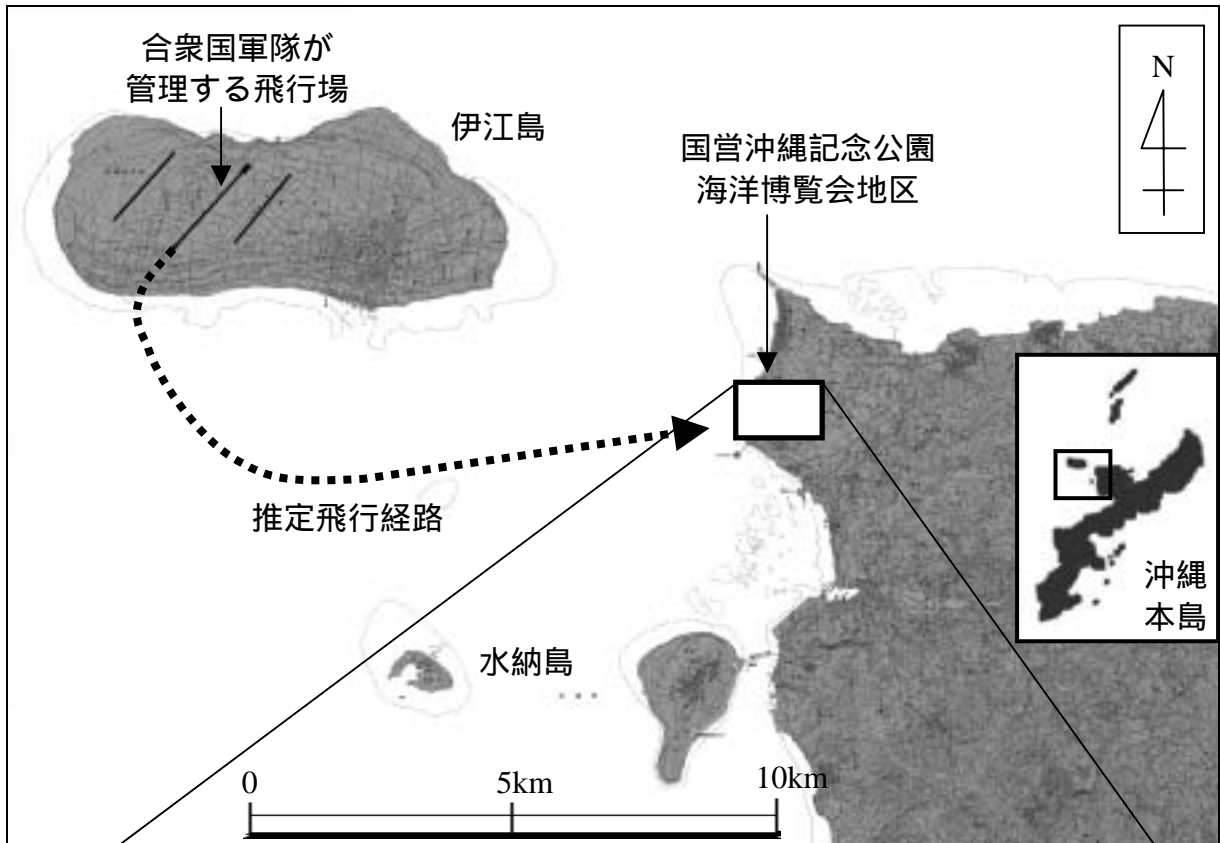 合衆国軍隊が
管理する飛行場
伊江島
国営沖縄記念公園
海洋博覧会地区
N
推定飛行経路
沖縄
本島
水納島
0
5km
10km